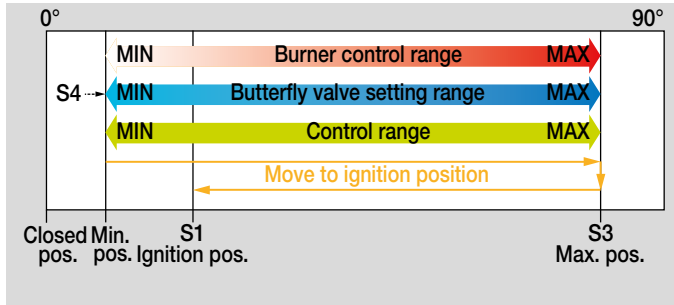 0° 90°
MIN Burner control range MAX
S4 MIN Butterfly valve setting range MAX
MIN Control range MAX
Move to ignition position
Closed Min. S1 S3
pos. pos. Ignition pos. Max. pos.